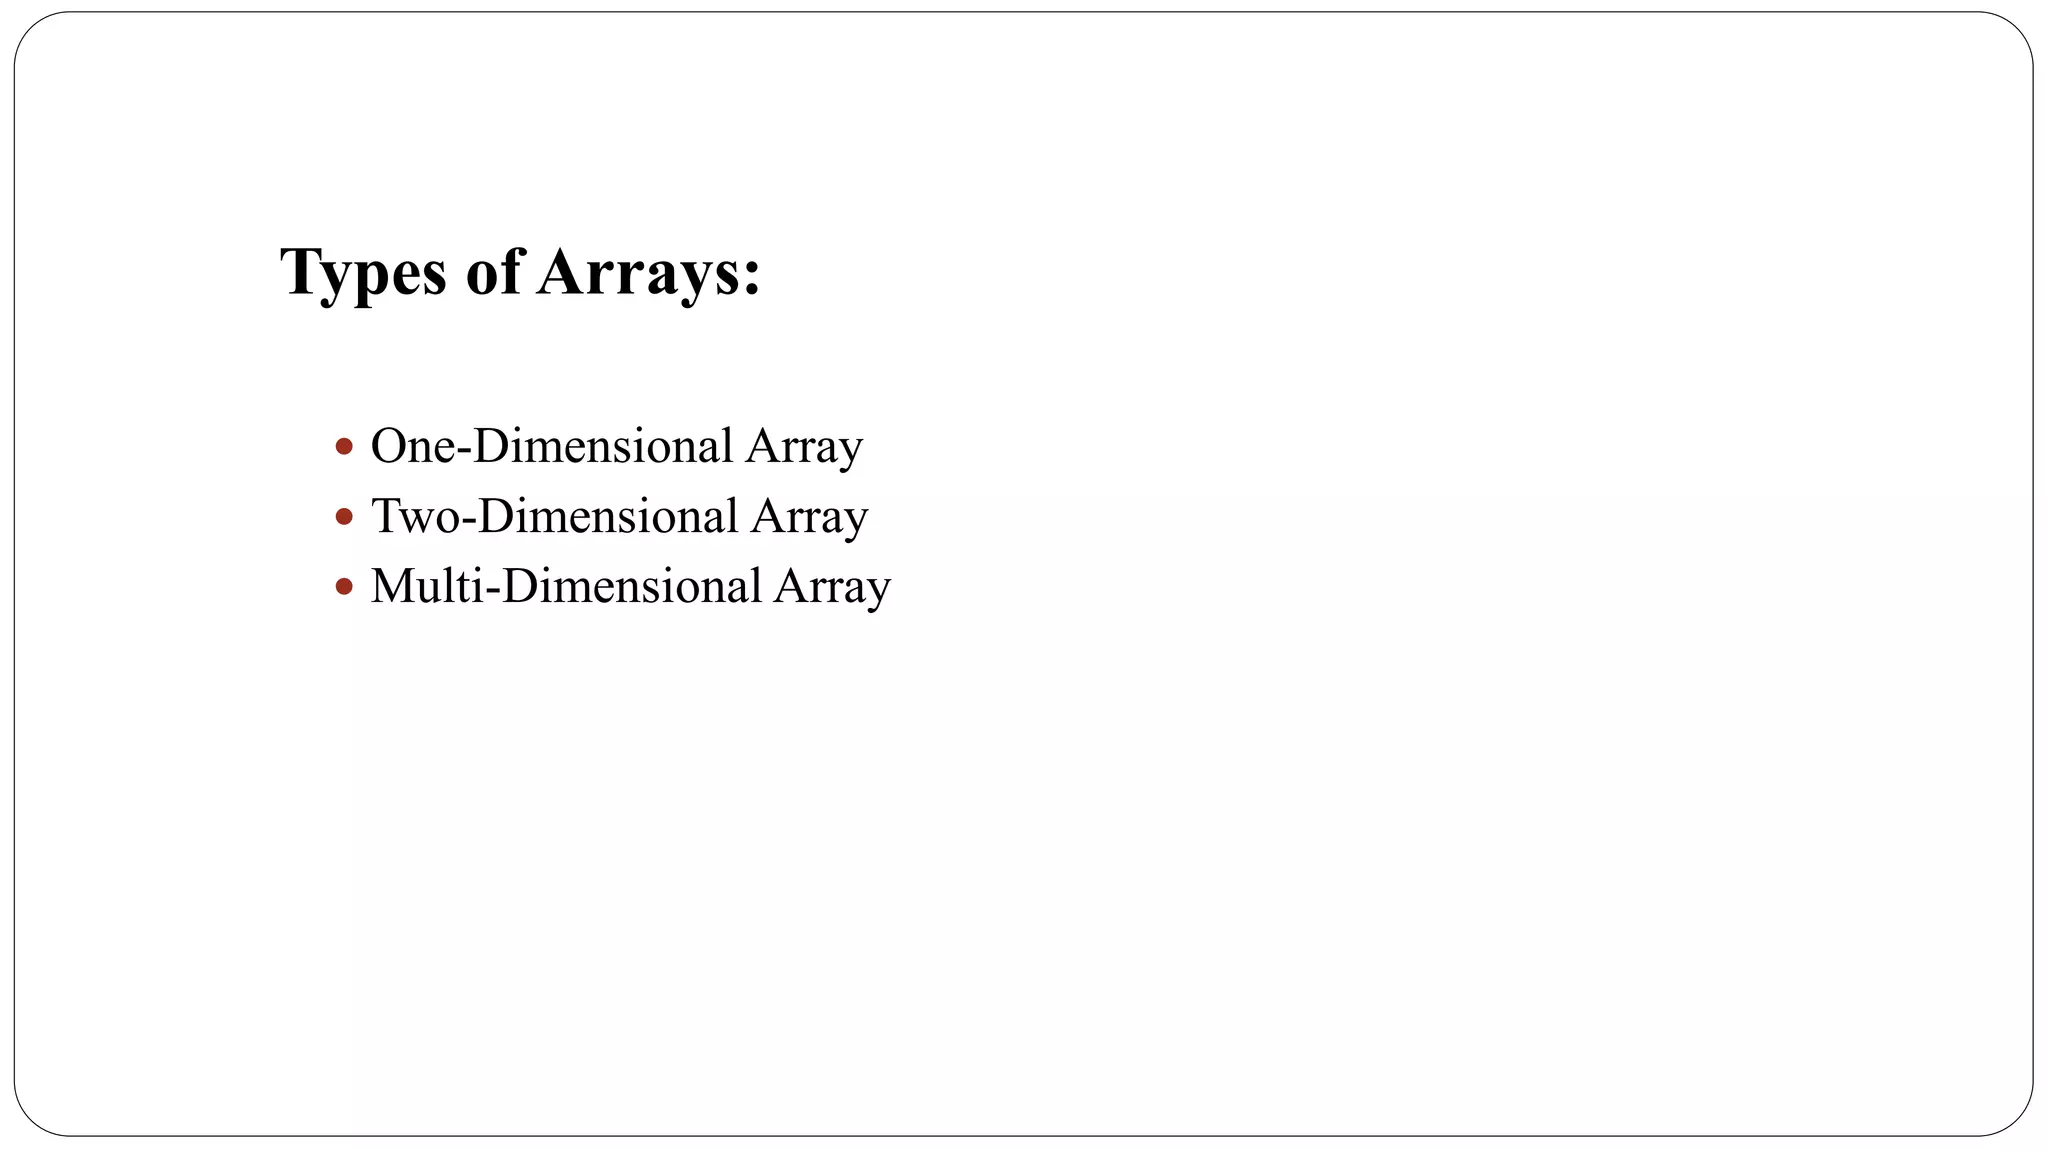 Types of Arrays:
One-Dimensional Array
Two-Dimensional Array
Multi-Dimensional Array